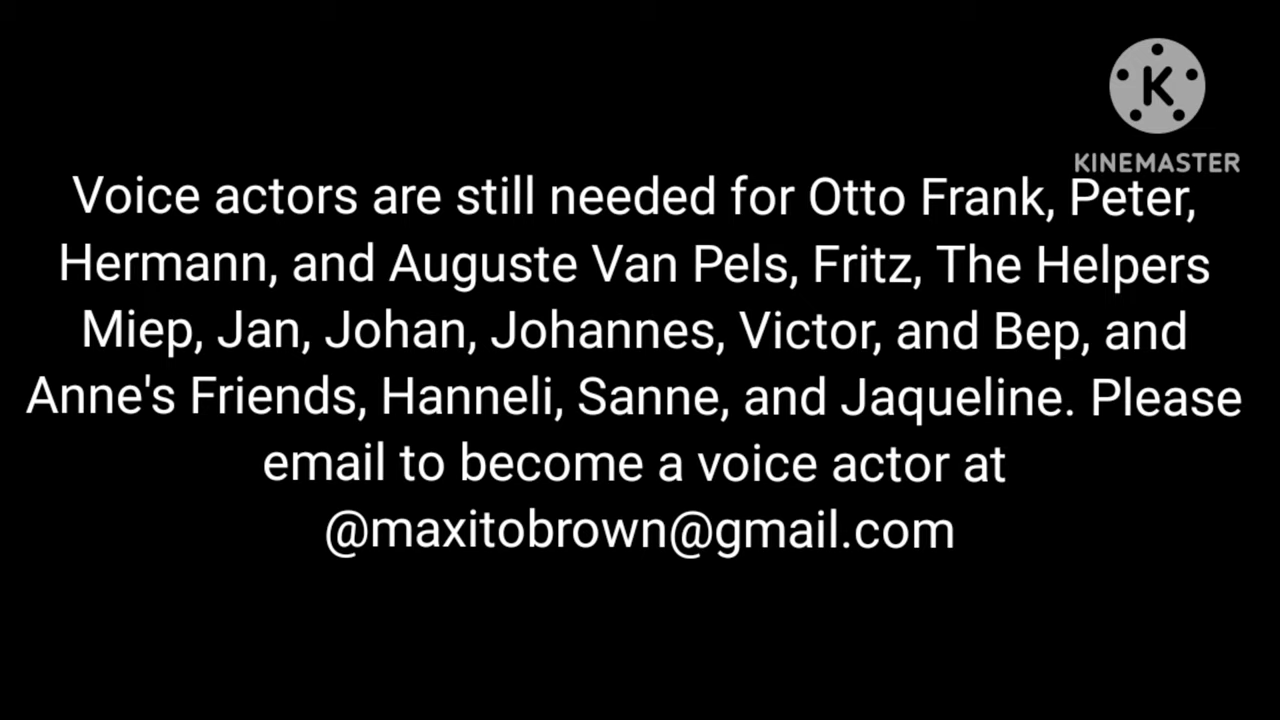 K
KINEMASTER
Voice actors are still needed for Otto Frank, Peter,
Hermann, and Auguste Van Pels, Fritz, The Helpers
Miep, Jan, Johan, Johannes, Victor, and Bep, and
Anne's Friends, Hanneli, Sanne, and Jaqueline. Please
email to become a voice actor at
@maxitobrown@gmail.com